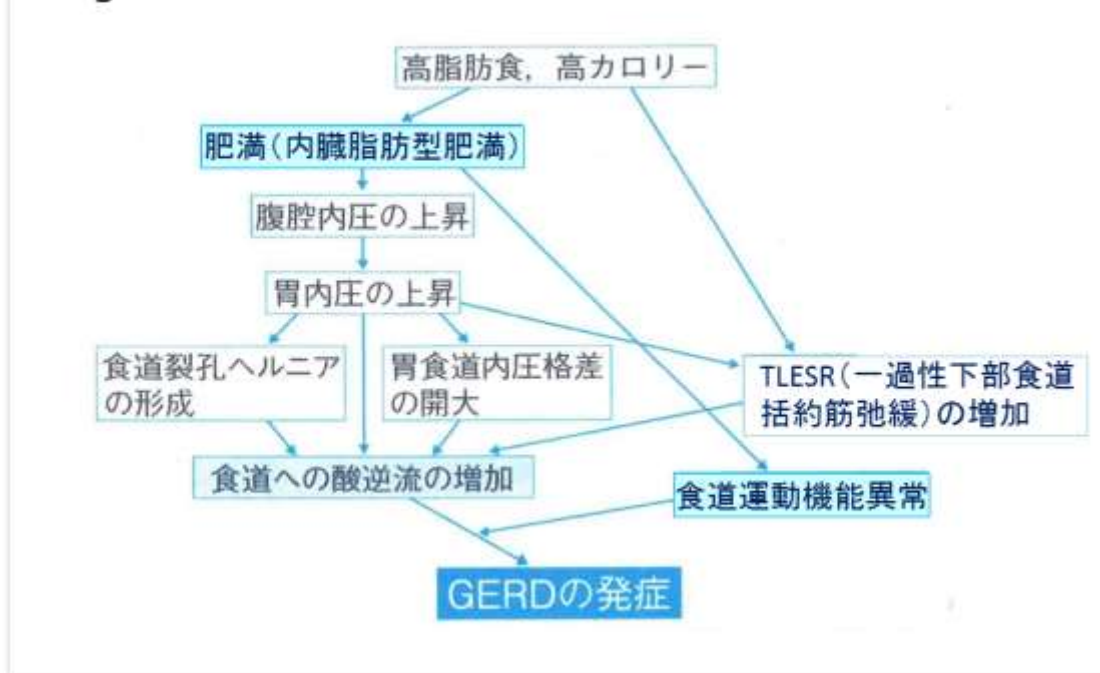 高脂肪食，高カロリー
肥満（内臓脂肪型肥満）
腹腔内圧の上昇
胃内圧の上昇
食道裂孔ヘルニア
の形成
胃食道内圧格差
の開大
TLESR（一過性下部食道
括約筋弛緩）の増加
食道への酸逆流の増加
食道運動機能異常
GERDの発症